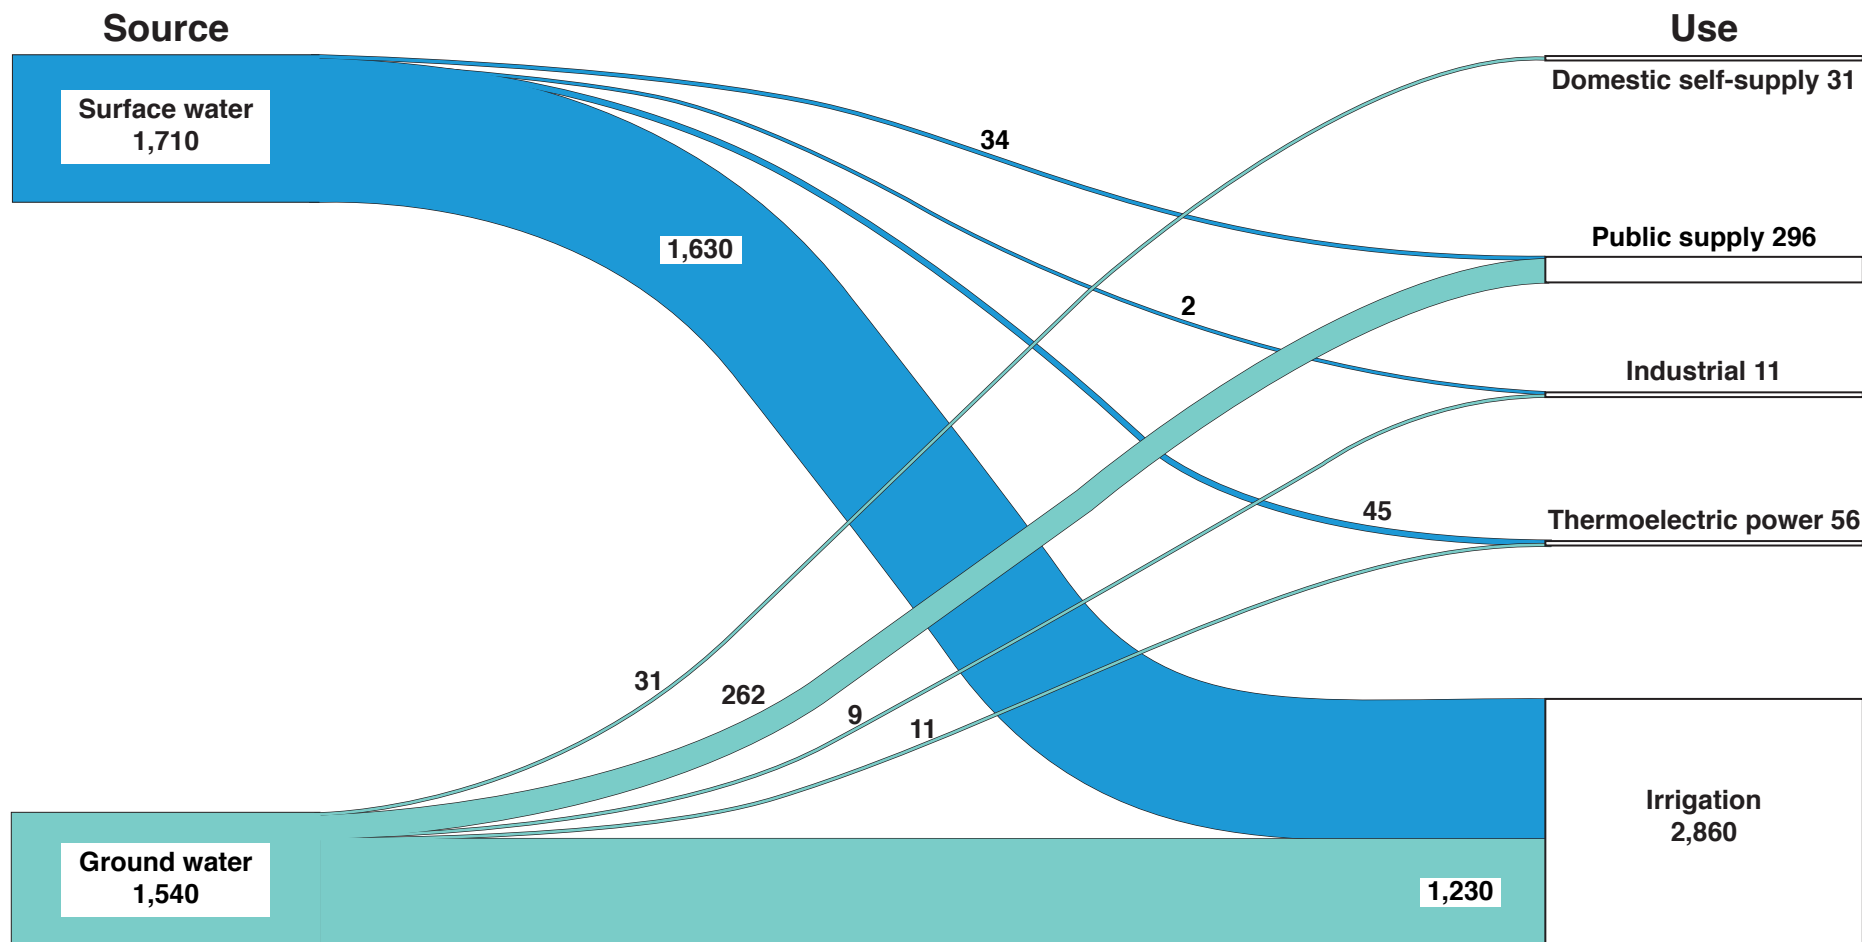 Source
Use
Surface water
1,710
Domestic self-supply 31
34
Public supply 296
1,630
2
Industrial 11
45
Thermoelectric power 56
31
262
9
11
Irrigation
2,860
Ground water
1,540
1,230